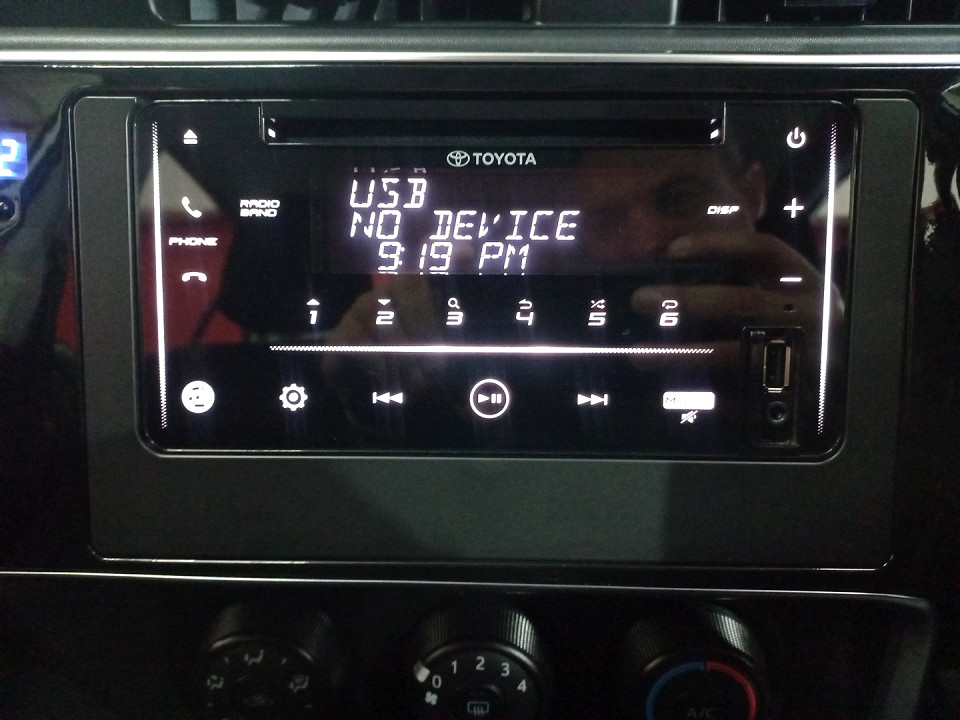 2
TOYOTA
RADIO
BAND
USB
DISP
NO DEVICE
PHONE
9:19 PM
1 2 3 4 5 6
0 1 2 3 4
A/C